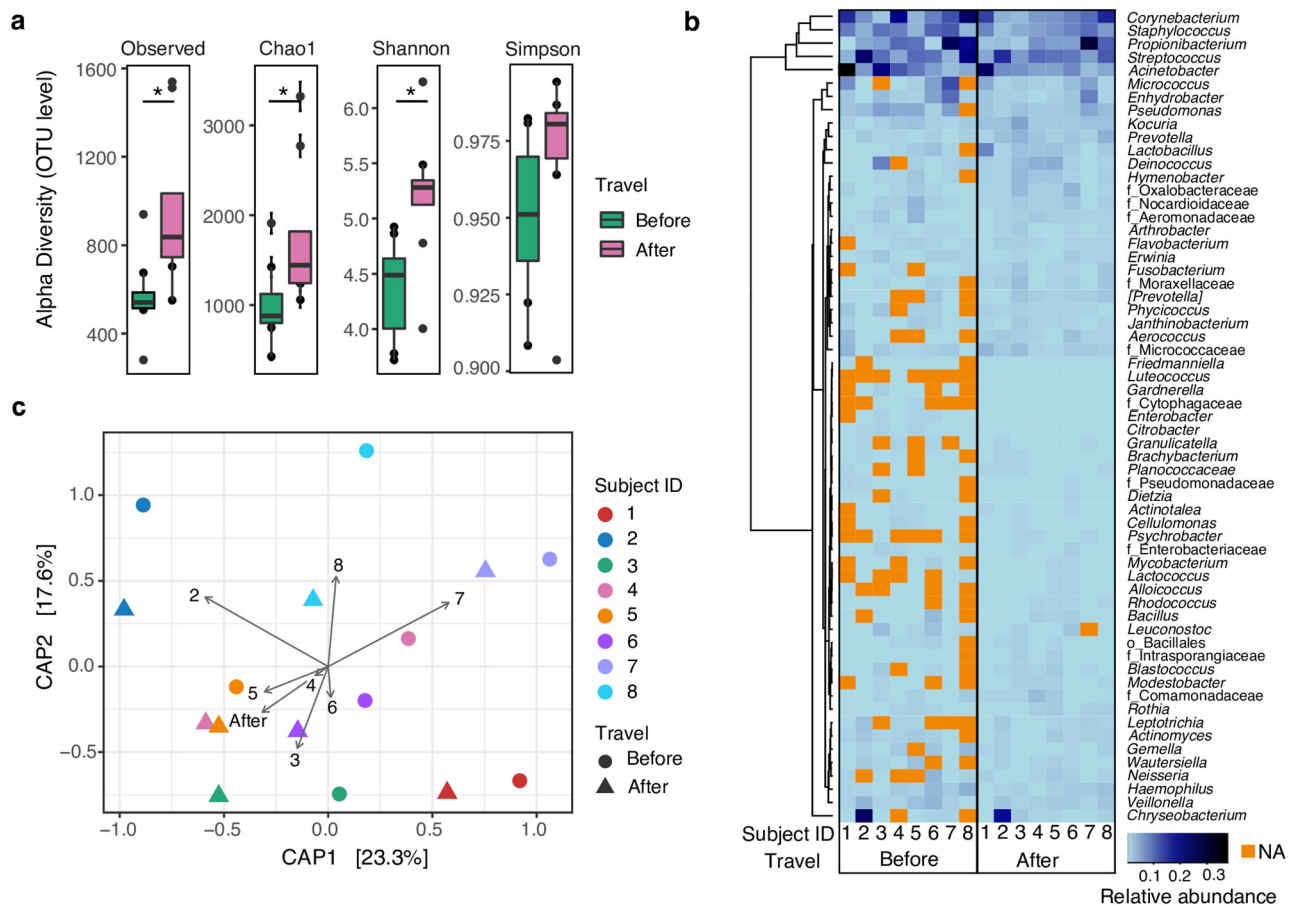 a
Observed
Chao1
Shannon
Simpson
Alpha Diversity (OTU level)
1600
1200
800
400
*
3000
2000
1000
*
6.0
5.5
5.0
4.5
4.0
*
0.975
0.950
0.925
0.900
Travel
Before
After
b
Corynebacterium
Staphylococcus
Propionibacterium
Streptococcus
Acinetobacter
Micrococcus
Enhydrobacter
Pseudomonas
Kocuria
Prevotella
Lactobacillus
Deinococcus
Hymenobacter
f_Oxalobacteraceae
f_Nocardioidaceae
f_Aeromonadaceae
Arthrobacter
Flavobacterium
Erwinia
Fusobacterium
f_Moraxellaceae
[Prevotella]
Phycicoccus
Janthinobacterium
Aerococcus
f_Micrococcaceae
Friedmanniella
Luteococcus
Gardnerella
f_Cytophagaceae
Enterobacter
Citrobacter
Granulicatella
Brachybacterium
Planococcaceae
f_Pseudomonadaceae
Dietzia
Actinotalea
Cellulomonas
Psychrobacter
f_Enterobacteriaceae
Mycobacterium
Lactococcus
Alloicoccus
Rhodococcus
Bacillus
Leuconostoc
o_Bacillales
f_Intrasporangiaceae
Blastococcus
Modestobacter
f_Comamonadaceae
Rothia
Leptotrichia
Actinomyces
Gemella
Wautersiella
Neisseria
Haemophilus
Veillonella
Chryseobacterium
Subject ID 1 2 3 4 5 6 7 8 1 2 3 4 5 6 7 8
Travel Before After
0.1 0.2 0.3
NA
Relative abundance
c
CAP2 [17.6%]
1.0
0.5
0.0
−0.5
−1.0 −0.5 0.0 0.5 1.0
CAP1 [23.3%]
8
2
7
4
5
6
After
3
Subject ID
1
2
3
4
5
6
7
8
Travel
Before
After